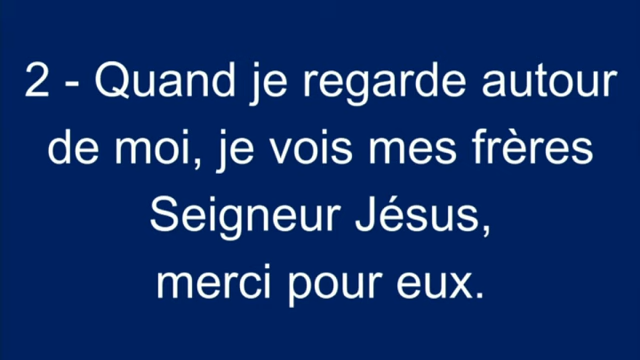 2 - Quand je regarde autour
de moi, je vois mes frères
Seigneur Jésus,
merci pour eux.